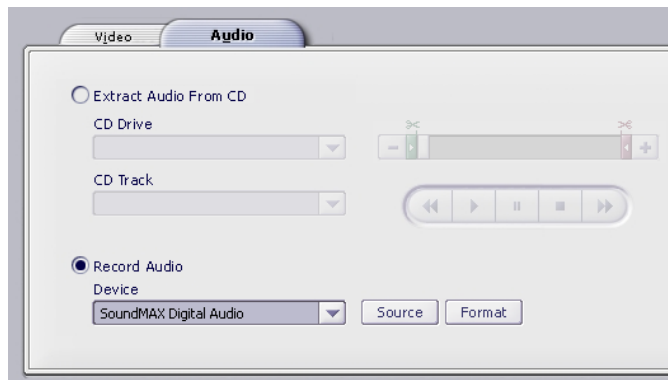 Video Audio
Extract Audio From CD
CD Drive
CD Track
Record Audio
Device
SoundMAX Digital Audio Source Format